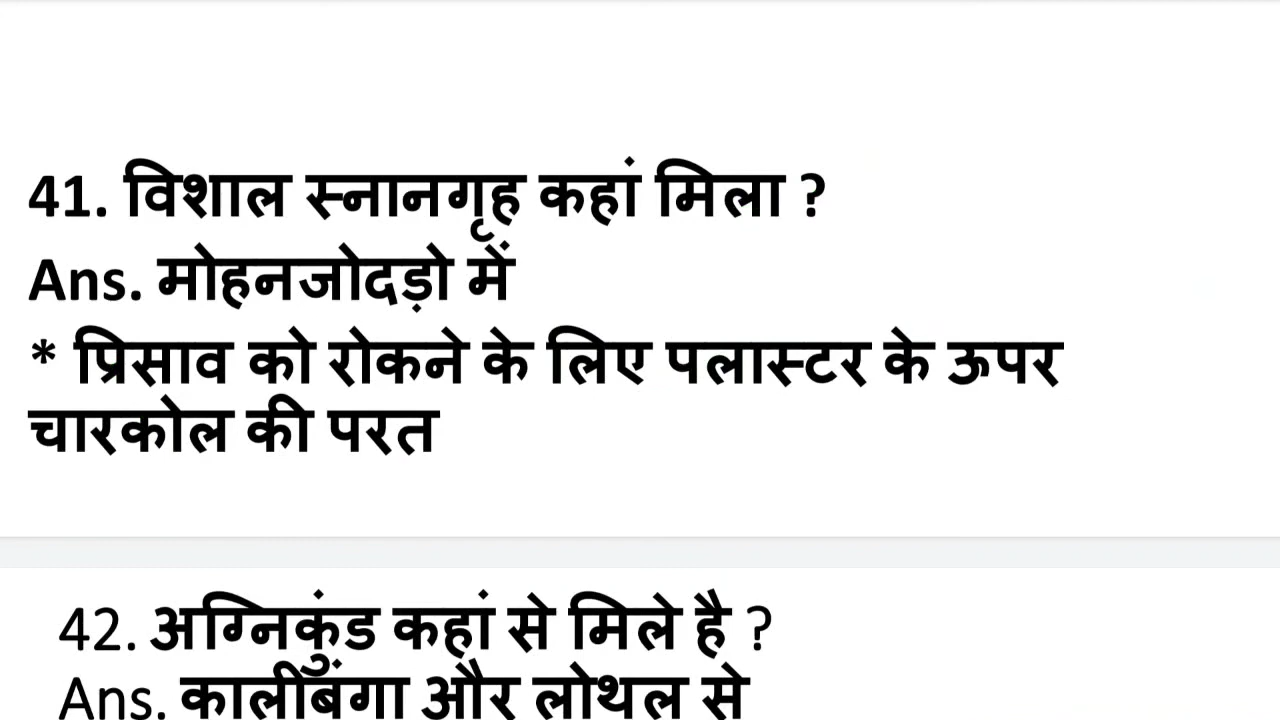 41. विशाल स्नानगृह कहां मिला ?
Ans. मोहनजोदड़ो में
* प्रिसाव को रोकने के लिए पलास्टर के ऊपर
चारकोल की परत
42. अग्निकुंड कहां से मिले है ?
Ans. कालीबंगा और लोथल से